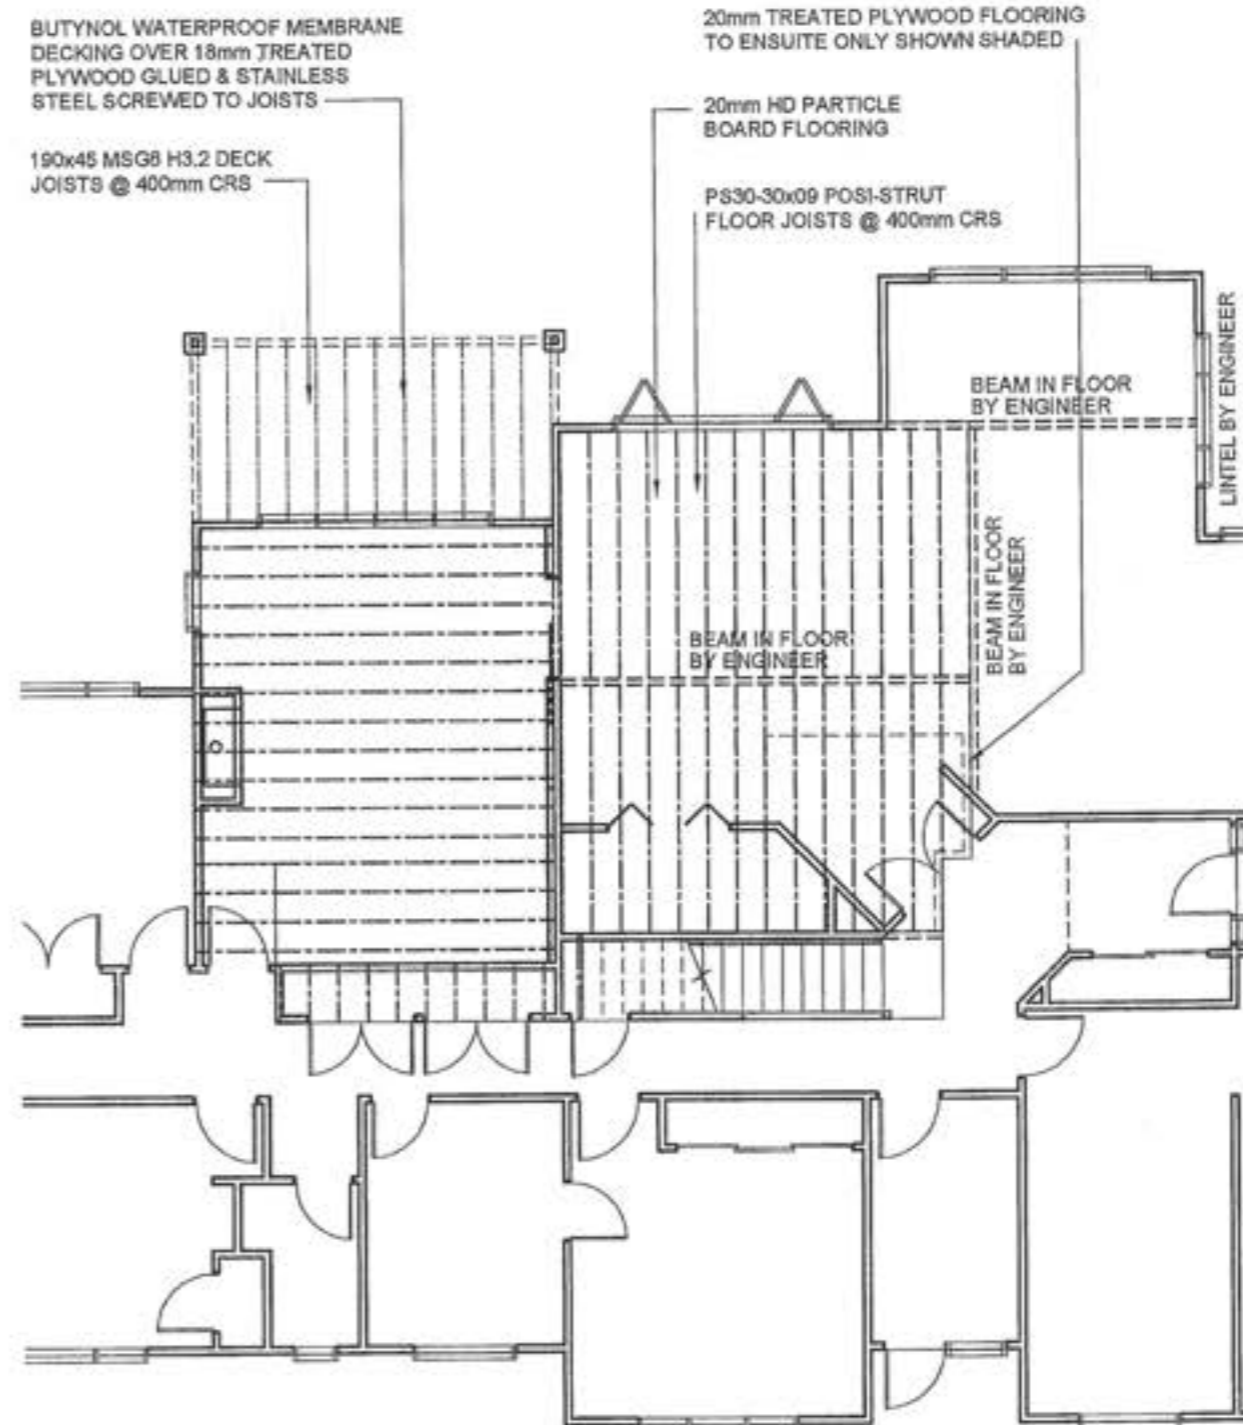 BUTYNOL WATERPROOF MEMBRANE
DECKING OVER 18mm TREATED
PLYWOOD GLUED & STAINLESS
STEEL SCREWED TO JOISTS
190x45 MSG8 H3.2 DECK
JOISTS @ 400mm CRS
20mm TREATED PLYWOOD FLOORING
TO ENSUITE ONLY SHOWN SHADED
20mm HD PARTICLE
BOARD FLOORING
PS30-30x09 POSI-STRUT
FLOOR JOISTS @ 400mm CRS
BEAM IN FLOOR
BY ENGINEER
LINTEL BY ENGINEER
BEAM IN FLOOR
BY ENGINEER
BEAM IN FLOOR
BY ENGINEER